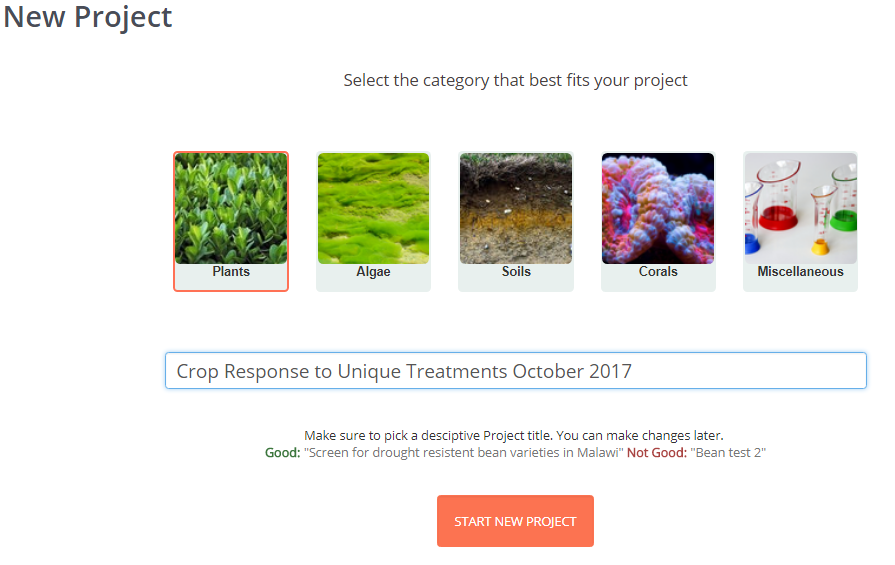 New Project
Select the category that best fits your project
Plants
Algae
Soils
Corals
Miscellaneous
Crop Response to Unique Treatments October 2017
Make sure to pick a desciptive Project title. You can make changes later.
Good: "Screen for drought resistent bean varieties in Malawi" Not Good: "Bean test 2"
START NEW PROJECT